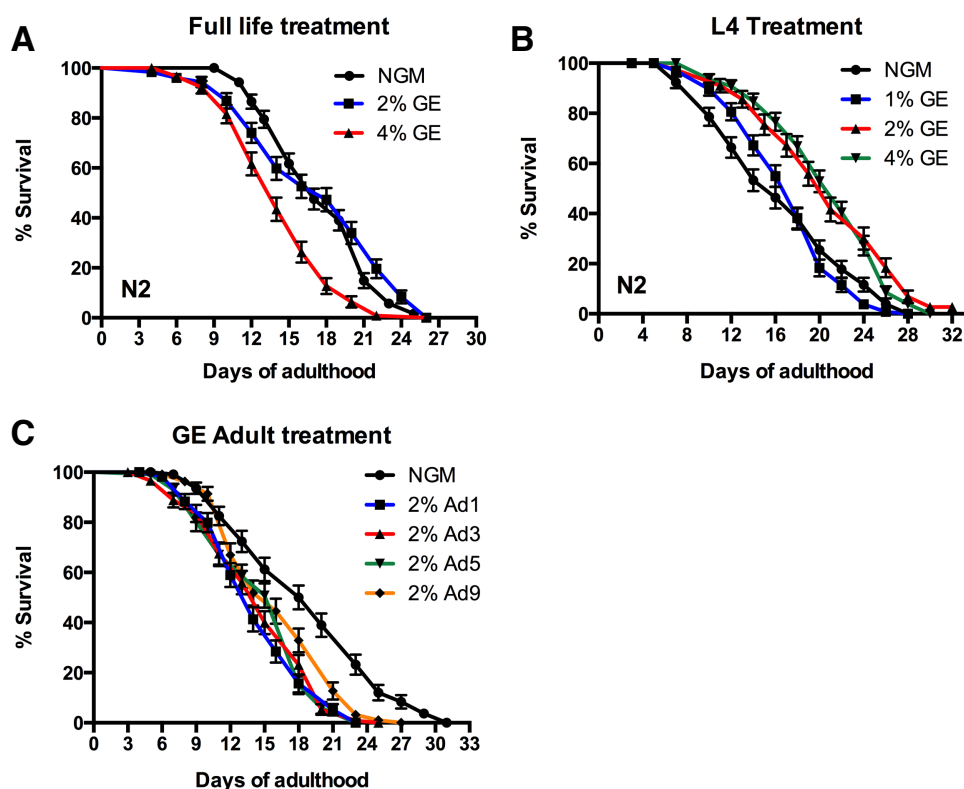 A
Full life treatment
NGM
2% GE
4% GE
% Survival
100
80
60
40
20
0
N2
0 3 6 9 12 15 18 21 24 27 30
Days of adulthood
B
L4 Treatment
NGM
1% GE
2% GE
4% GE
% Survival
100
80
60
40
20
0
N2
0 4 8 12 16 20 24 28 32
Days of adulthood
C
GE Adult treatment
NGM
2% Ad1
2% Ad3
2% Ad5
2% Ad9
% Survival
100
80
60
40
20
0
0 3 6 9 12 15 18 21 24 27 30 33
Days of adulthood